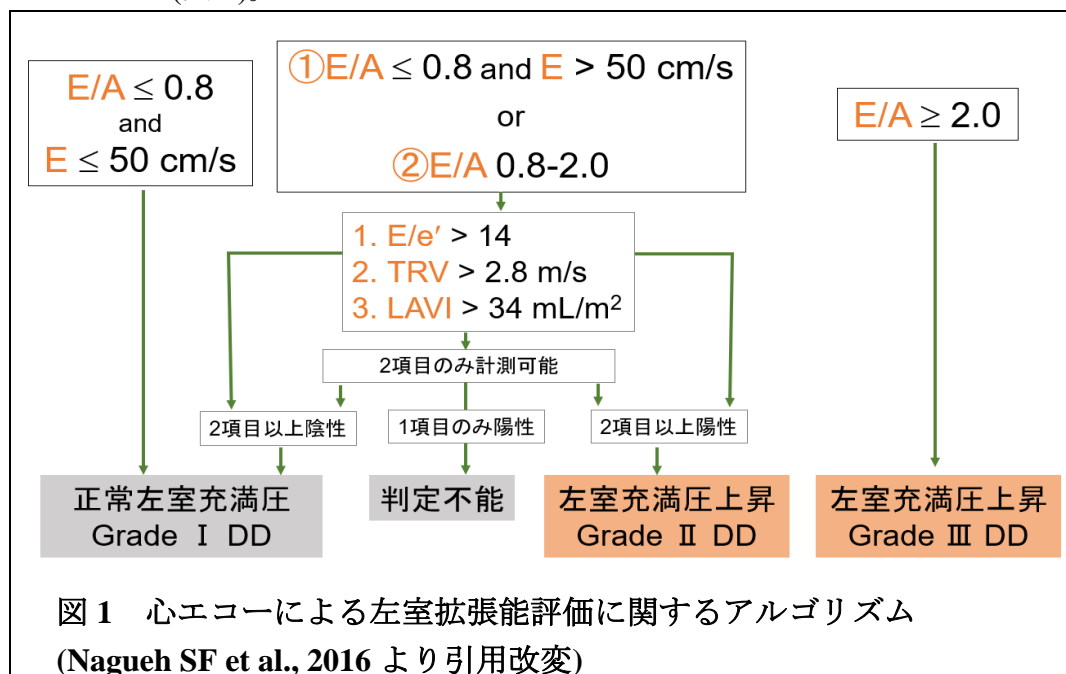 E/A ≤ 0.8
and
E ≤ 50 cm/s
①E/A ≤ 0.8 and E > 50 cm/s
or
②E/A 0.8-2.0
E/A ≥ 2.0
1. E/e′ > 14
2. TRV > 2.8 m/s
3. LAVI > 34 mL/m²
2項目のみ計測可能
2項目以上陰性
1項目のみ陽性
2項目以上陽性
正常左室充満圧
Grade Ⅰ DD
判定不能
左室充満圧上昇
Grade Ⅱ DD
左室充満圧上昇
Grade Ⅲ DD
図 1 心エコーによる左室拡張能評価に関するアルゴリズム
(Nagueh SF et al., 2016 より引用改変)